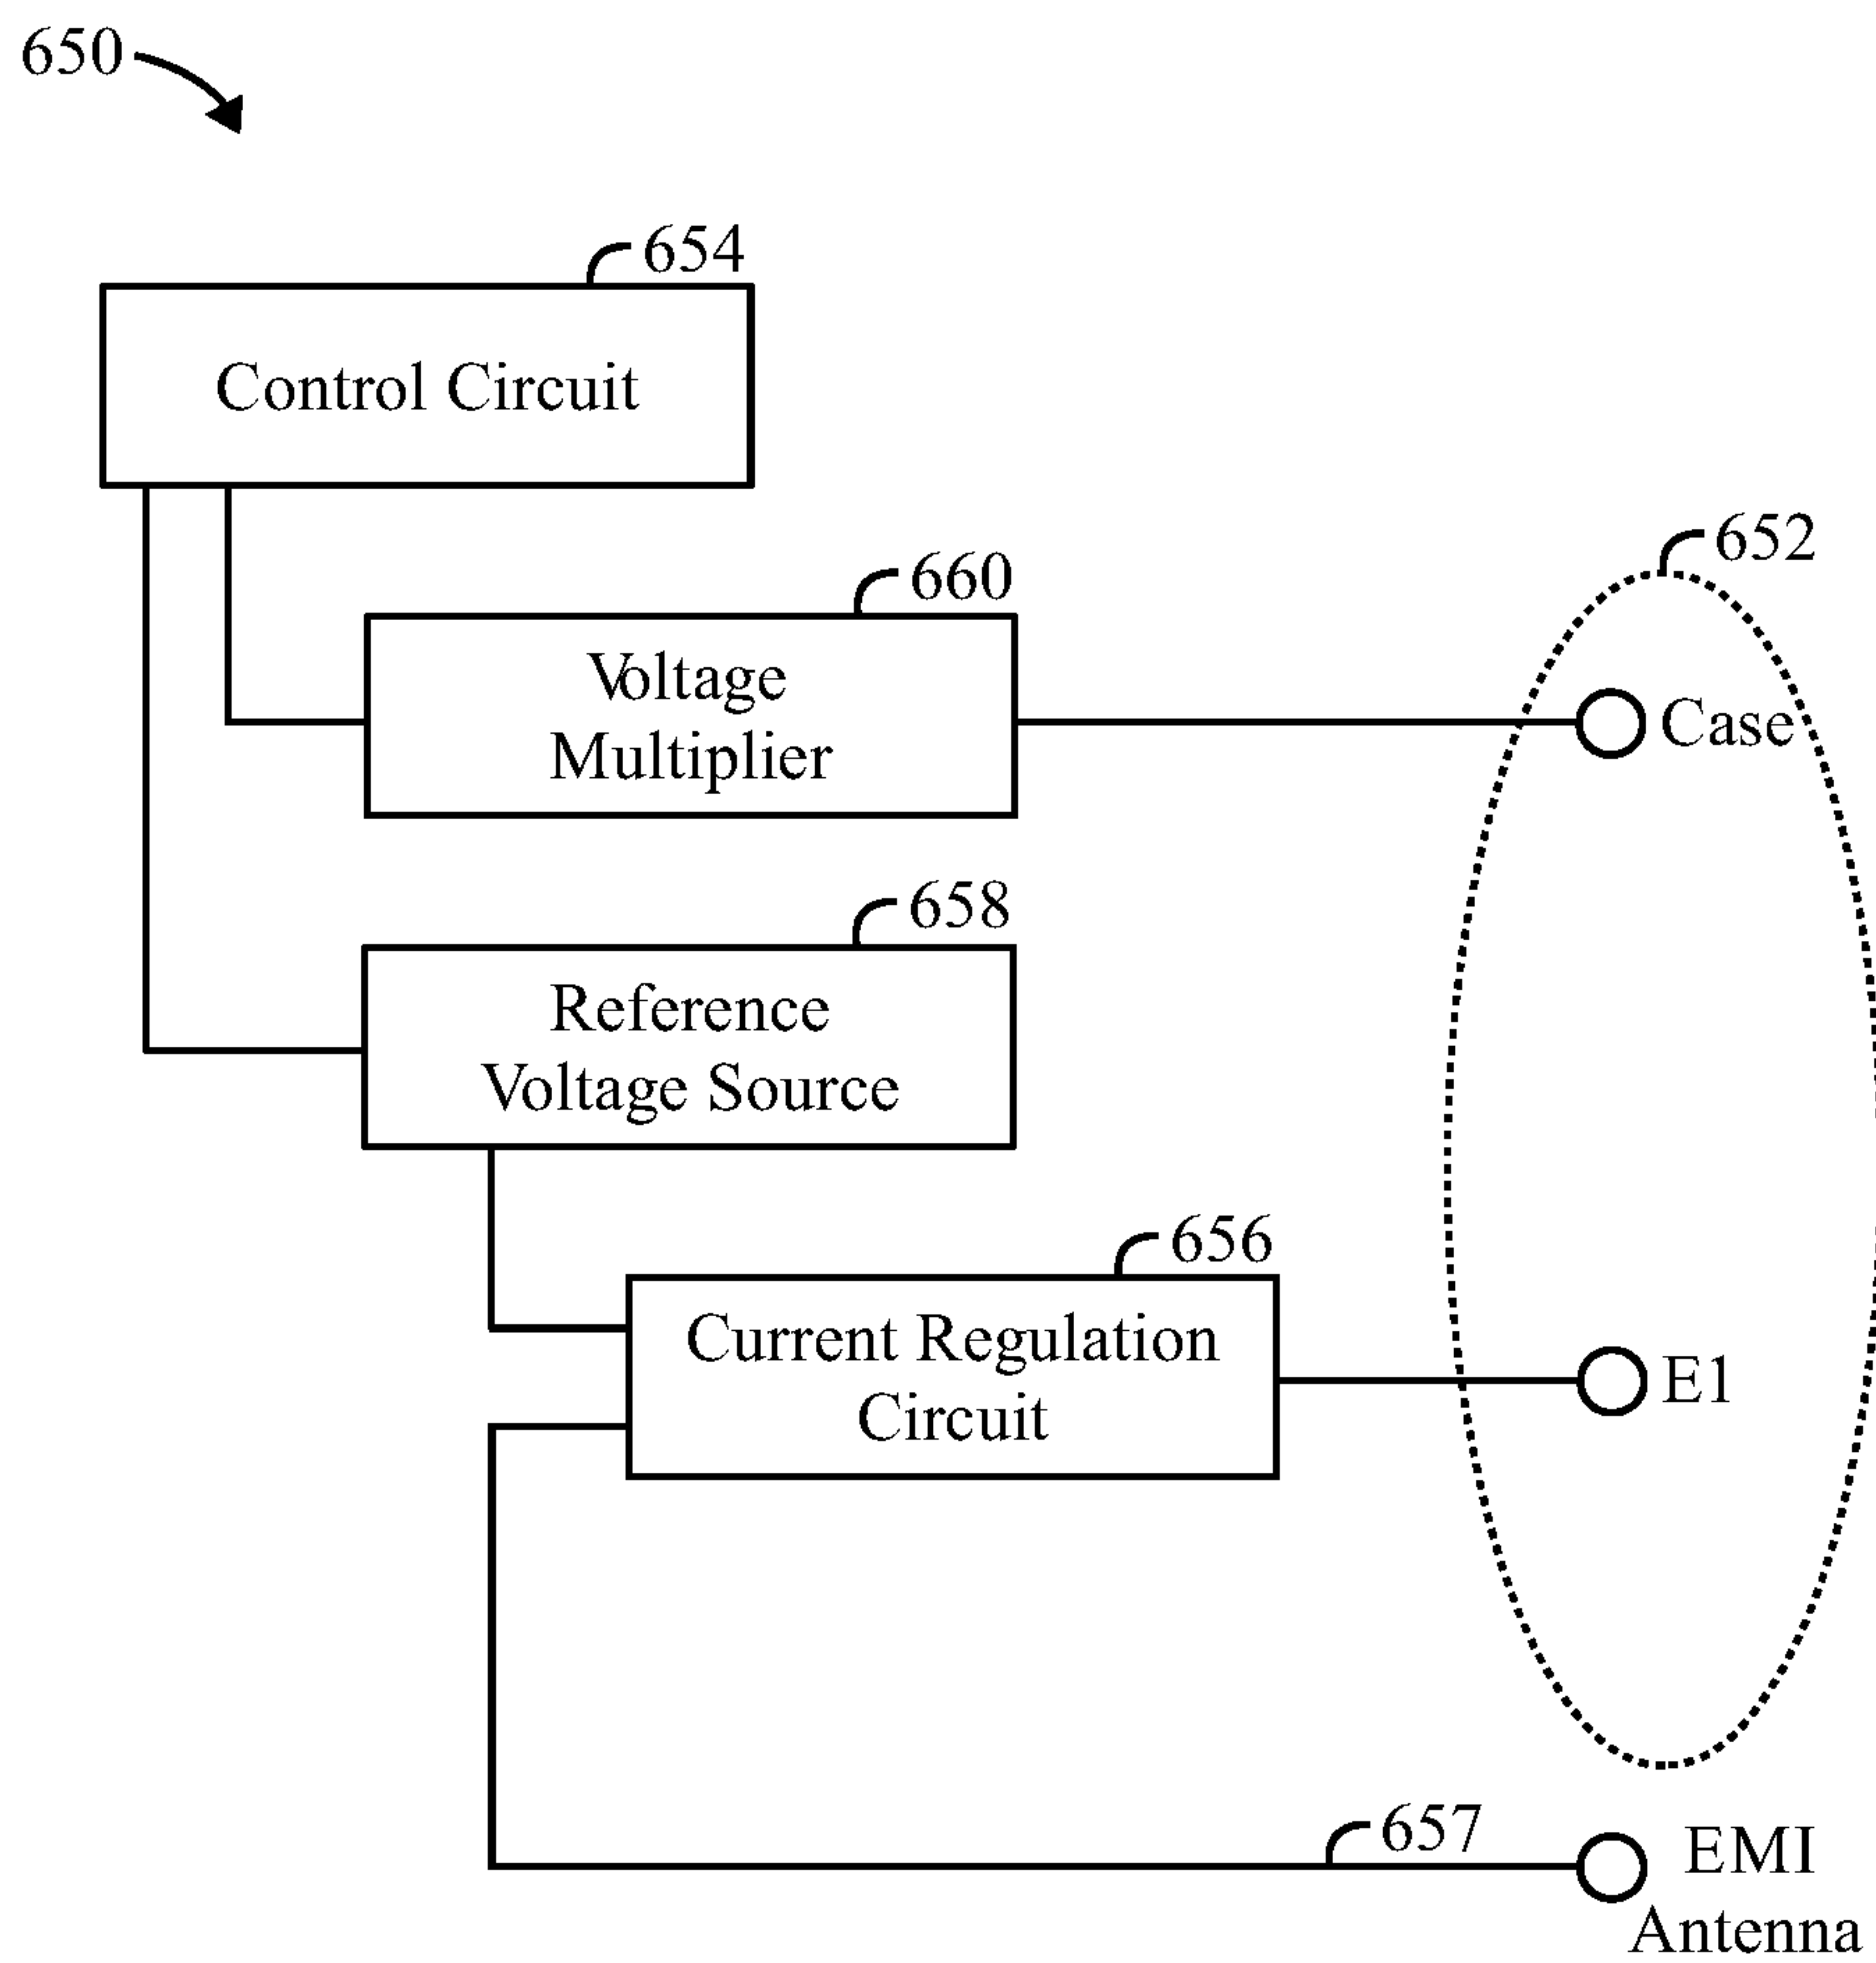 650
654
Control Circuit
652
660
Voltage
Multiplier
Case
658
Reference
Voltage Source
656
Current Regulation
Circuit
E1
657
EMI
Antenna